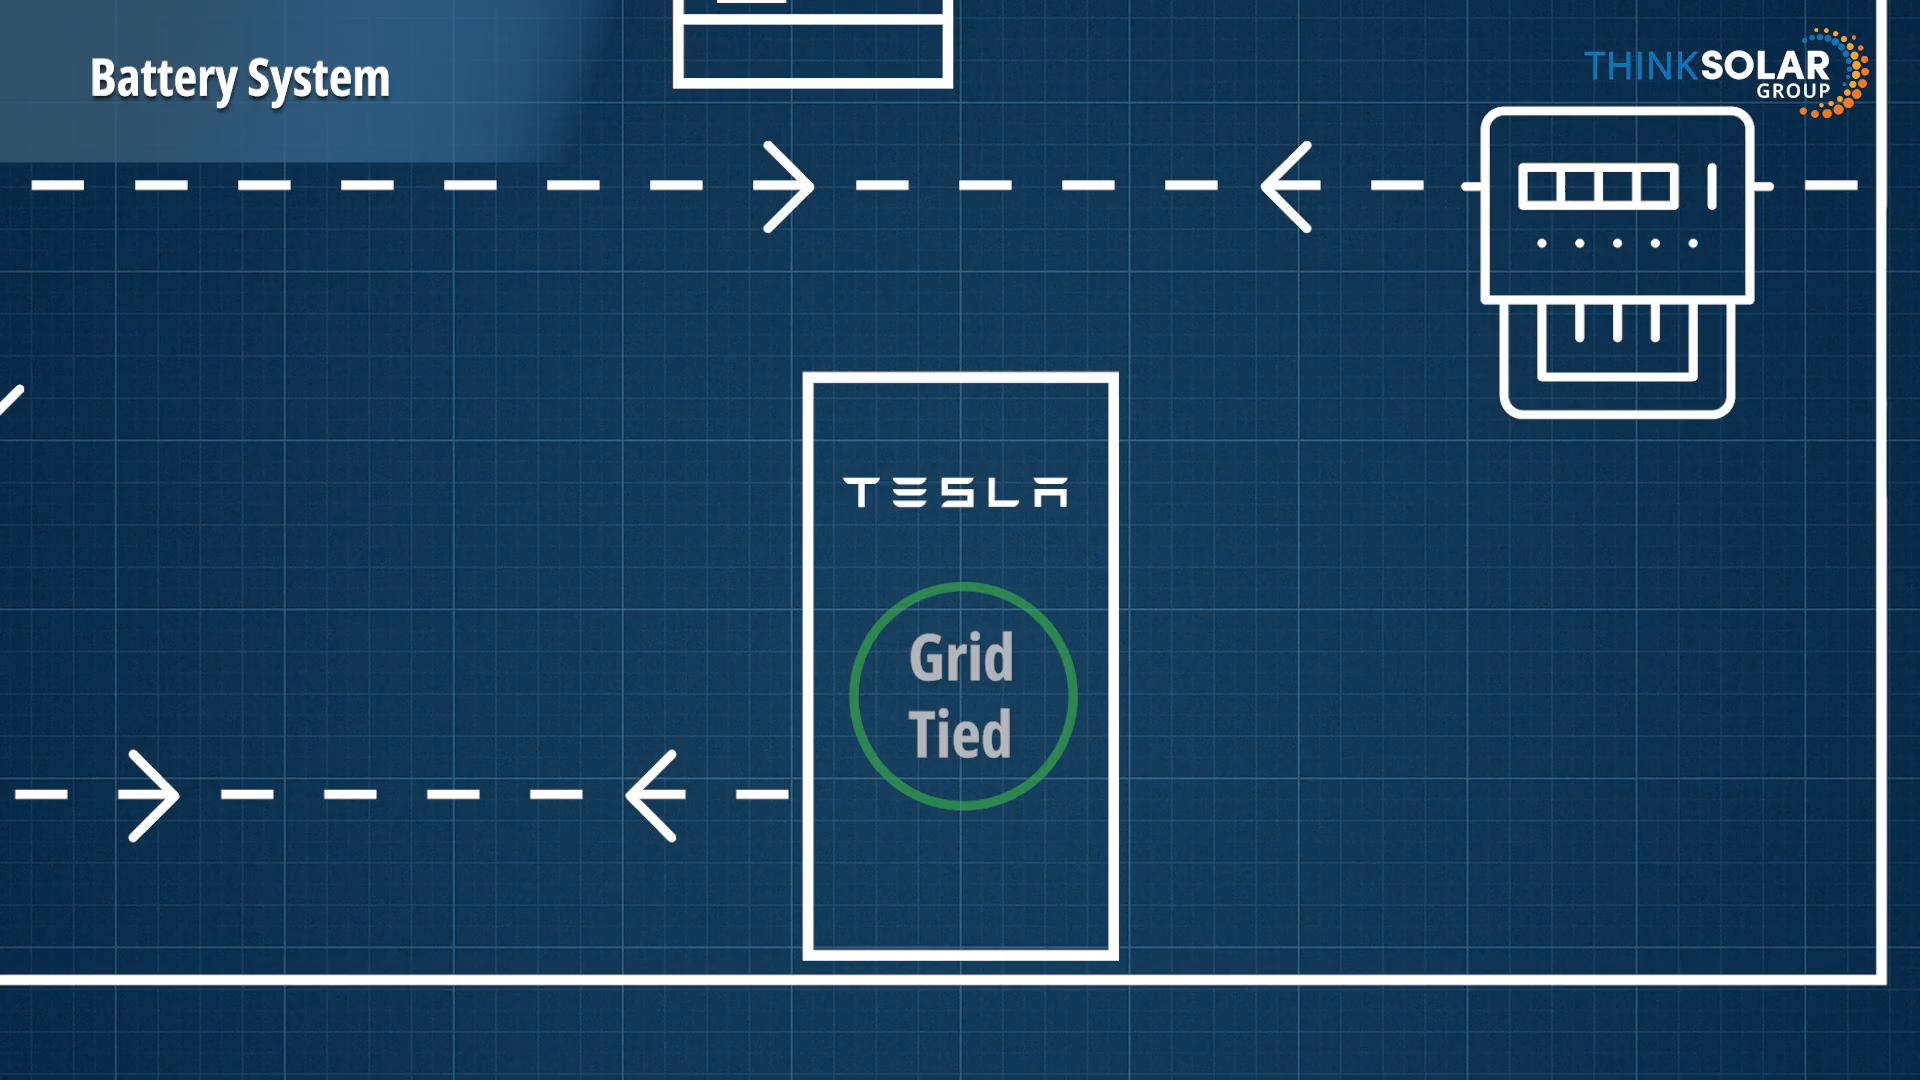 Battery System
THINKSOLAR
GROUP
TESLA
Grid
Tied